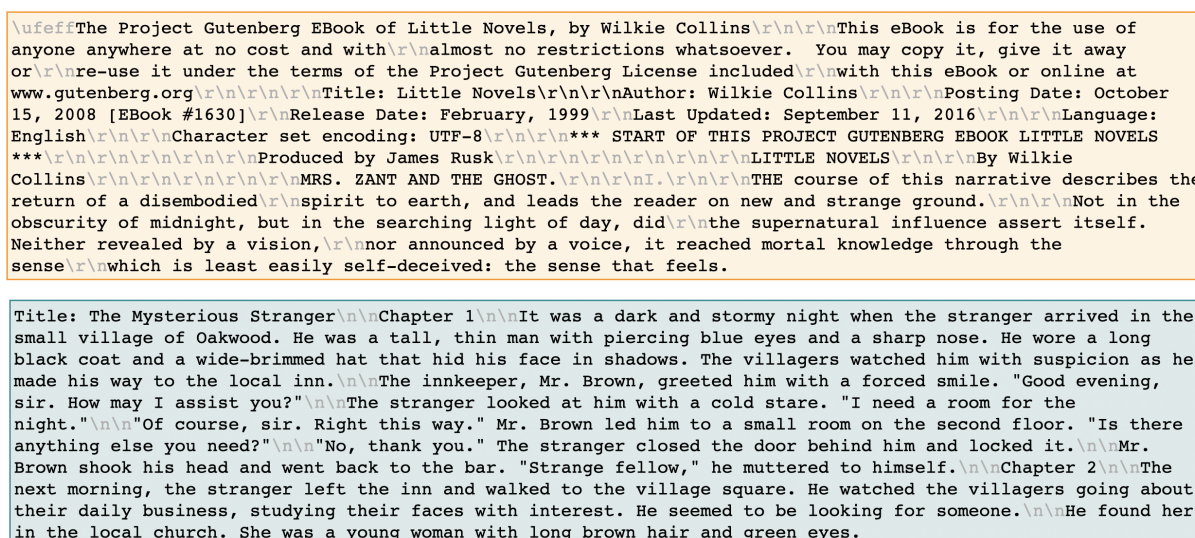 \ufeffThe Project Gutenberg EBook of Little Novels, by Wilkie Collins\r\n\r\nThis eBook is for the use of
anyone anywhere at no cost and with\r\nalmost no restrictions whatsoever.  You may copy it, give it away
or\r\nre-use it under the terms of the Project Gutenberg License included\r\nwith this eBook or online at
www.gutenberg.org\r\n\r\n\r\nTitle: Little Novels\r\n\r\nAuthor: Wilkie Collins\r\n\r\nPosting Date: October
15, 2008 [EBook #1630]\r\nRelease Date: February, 1999\r\nLast Updated: September 11, 2016\r\n\r\nLanguage:
English\r\n\r\nCharacter set encoding: UTF-8\r\n\r\n*** START OF THIS PROJECT GUTENBERG EBOOK LITTLE NOVELS
***\r\n\r\n\r\n\r\n\r\nProduced by James Rusk\r\n\r\n\r\n\r\n\r\n\r\nLITTLE NOVELS\r\n\r\nBy Wilkie
Collins\r\n\r\n\r\n\r\n\r\nMRS. ZANT AND THE GHOST.\r\n\r\nI.\r\n\r\nTHE course of this narrative describes the
return of a disembodied\r\nspirit to earth, and leads the reader on new and strange ground.\r\n\r\nNot in the
obscurity of midnight, but in the searching light of day, did\r\nthe supernatural influence assert itself.
Neither revealed by a vision,\r\nnor announced by a voice, it reached mortal knowledge through the
sense\r\nwhich is least easily self-deceived: the sense that feels.
Title: The Mysterious Stranger\n\nChapter 1\n\nIt was a dark and stormy night when the stranger arrived in the
small village of Oakwood. He was a tall, thin man with piercing blue eyes and a sharp nose. He wore a long
black coat and a wide-brimmed hat that hid his face in shadows. The villagers watched him with suspicion as he
made his way to the local inn.\n\nThe innkeeper, Mr. Brown, greeted him with a forced smile. "Good evening,
sir. How may I assist you?"\n\nThe stranger looked at him with a cold stare. "I need a room for the
night."\n\n"Of course, sir. Right this way." Mr. Brown led him to a small room on the second floor. "Is there
anything else you need?"\n\n"No, thank you." The stranger closed the door behind him and locked it.\n\nMr.
Brown shook his head and went back to the bar. "Strange fellow," he muttered to himself.\n\nChapter 2\n\nThe
next morning, the stranger left the inn and walked to the village square. He watched the villagers going about
their daily business, studying their faces with interest. He seemed to be looking for someone.\n\nHe found her
in the local church. She was a young woman with long brown hair and green eyes.